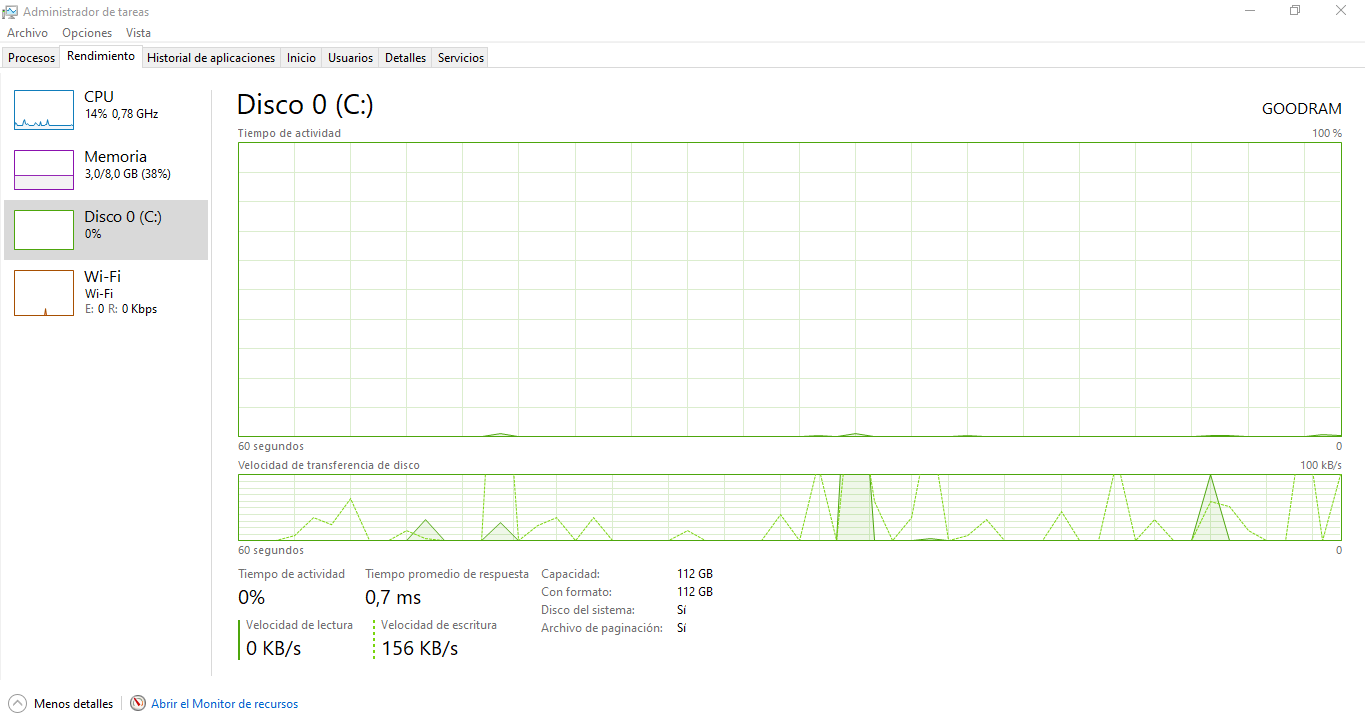 Administrador de tareas
Archivo Opciones Vista
Procesos Rendimiento Historial de aplicaciones Inicio Usuarios Detalles Servicios
CPU
14% 0,78 GHz
Memoria
3,0/8,0 GB (38%)
Disco 0 (C:)
0%
Wi-Fi
Wi-Fi
E: 0 R: 0 Kbps
Disco 0 (C:)
GOODRAM
Tiempo de actividad 100 %
60 segundos 0
Velocidad de transferencia de disco 100 kB/s
60 segundos 0
Tiempo de actividad
0%
Tiempo promedio de respuesta
0,7 ms
Velocidad de lectura
0 KB/s
Velocidad de escritura
156 KB/s
Capacidad: 112 GB
Con formato: 112 GB
Disco del sistema: Sí
Archivo de paginación: Sí
Menos detalles Abrir el Monitor de recursos